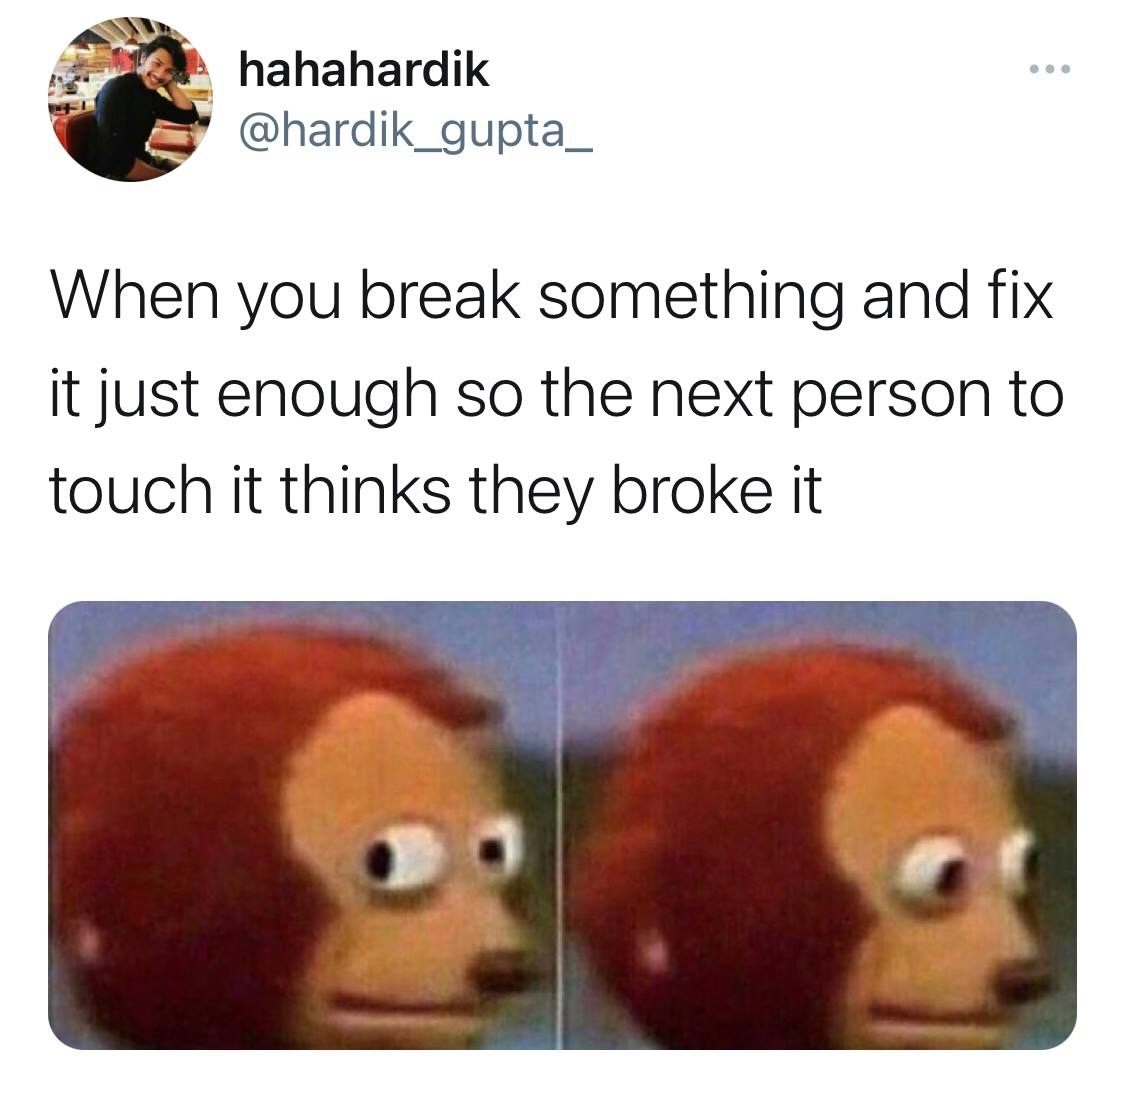 hahahardik
@hardik_gupta_
When you break something and fix
it just enough so the next person to
touch it thinks they broke it